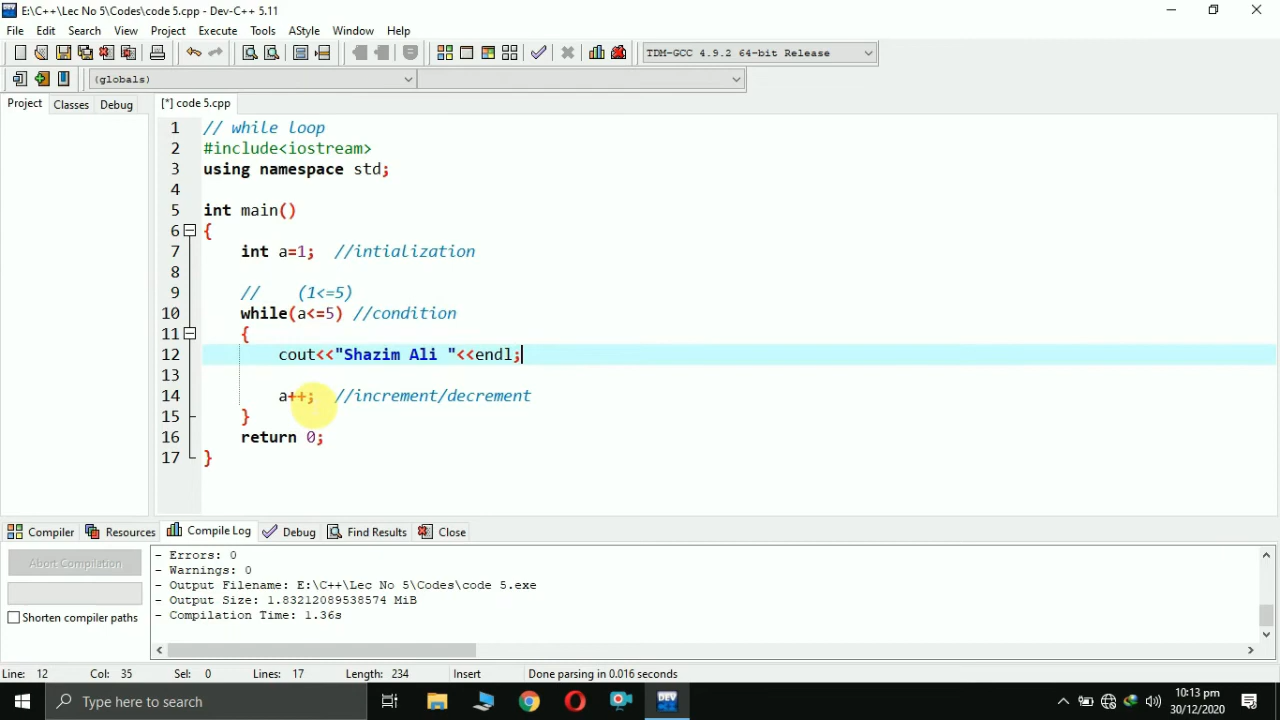 E:\C++\Lec No 5\Codes\code 5.cpp - Dev-C++ 5.11
File Edit Search View Project Execute Tools AStyle Window Help
TDM-GCC 4.9.2 64-bit Release
(globals)
Project Classes Debug [*] code 5.cpp
1 // while loop
2 #include<iostream>
3 using namespace std;
4
5 int main()
6 {
7 int a=1; //intialization
8
9 // (1<=5)
10 while(a<=5) //condition
11 {
12 cout<<"Shazim Ali "<<endl;
13
14 a++; //increment/decrement
15 }
16 return 0;
17 }
Compiler Resources Compile Log Debug Find Results Close
Abort Compilation
Shorten compiler paths
- Errors: 0
- Warnings: 0
- Output Filename: E:\C++\Lec No 5\Codes\code 5.exe
- Output Size: 1.83212089538574 MiB
- Compilation Time: 1.36s
Line: 12 Col: 35 Sel: 0 Lines: 17 Length: 234 Insert Done parsing in 0.016 seconds
Type here to search
DEV
10:13 pm
30/12/2020